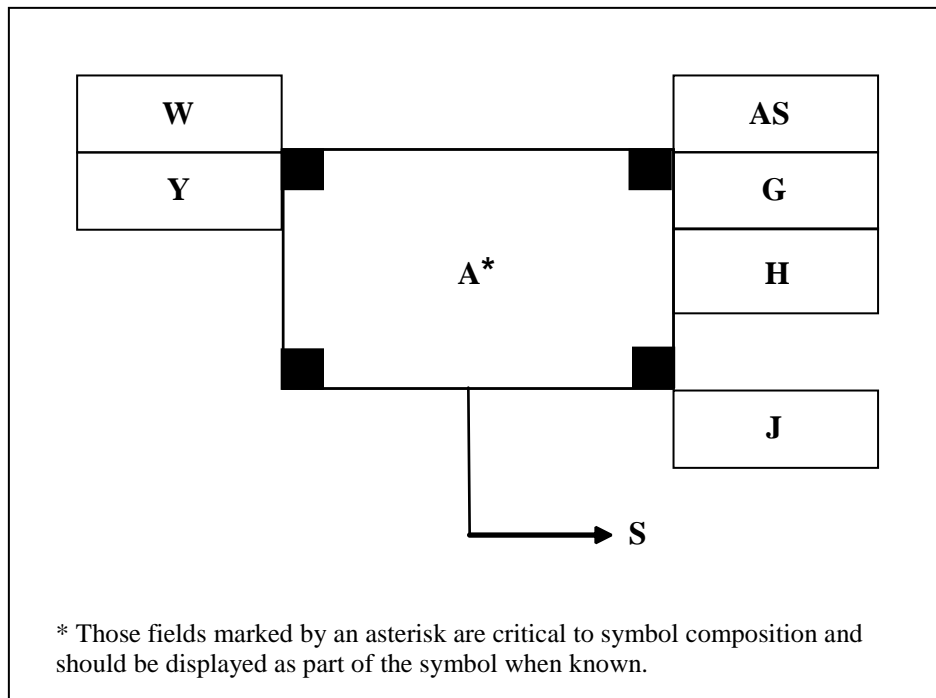 W
AS
Y
G
A*
H
J
S
* Those fields marked by an asterisk are critical to symbol composition and
should be displayed as part of the symbol when known.